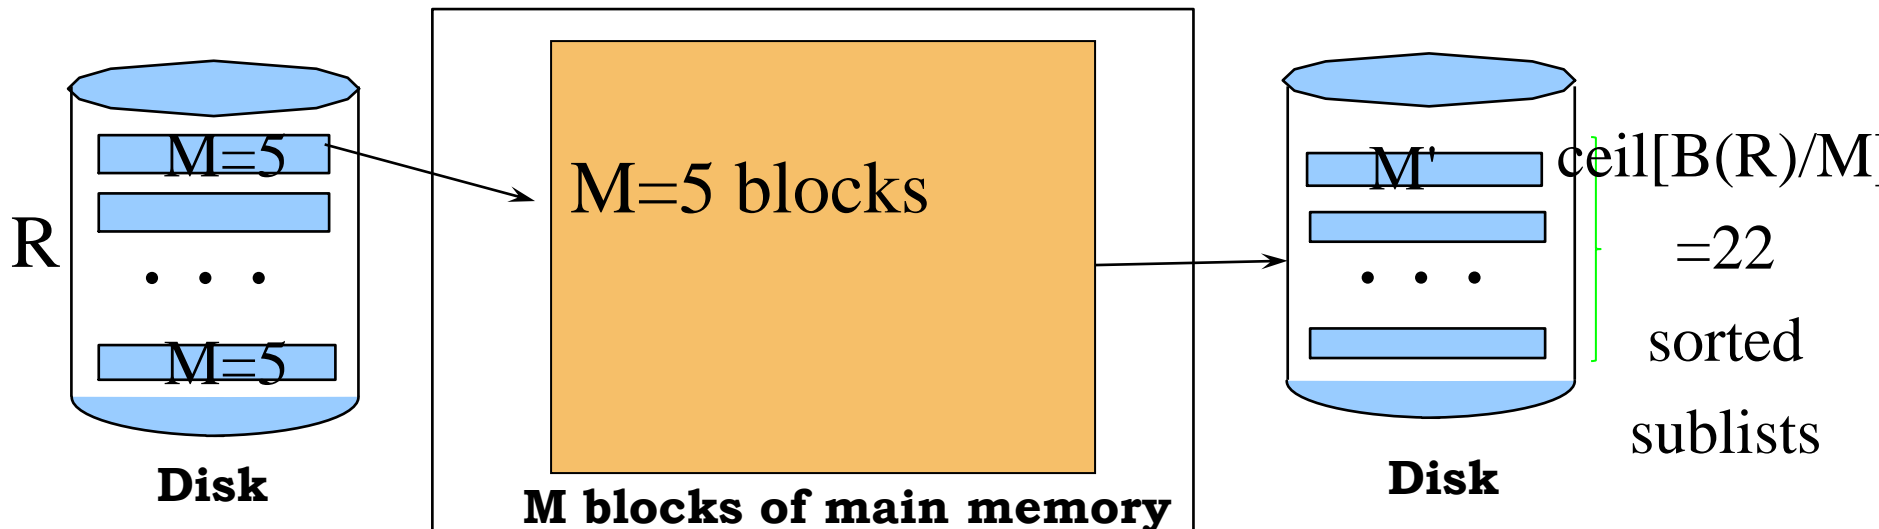 R
M=5
. . .
M=5
Disk
M=5 blocks
M blocks of main memory
M'
. . .
Disk
ceil[B(R)/M]
=22
sorted
sublists